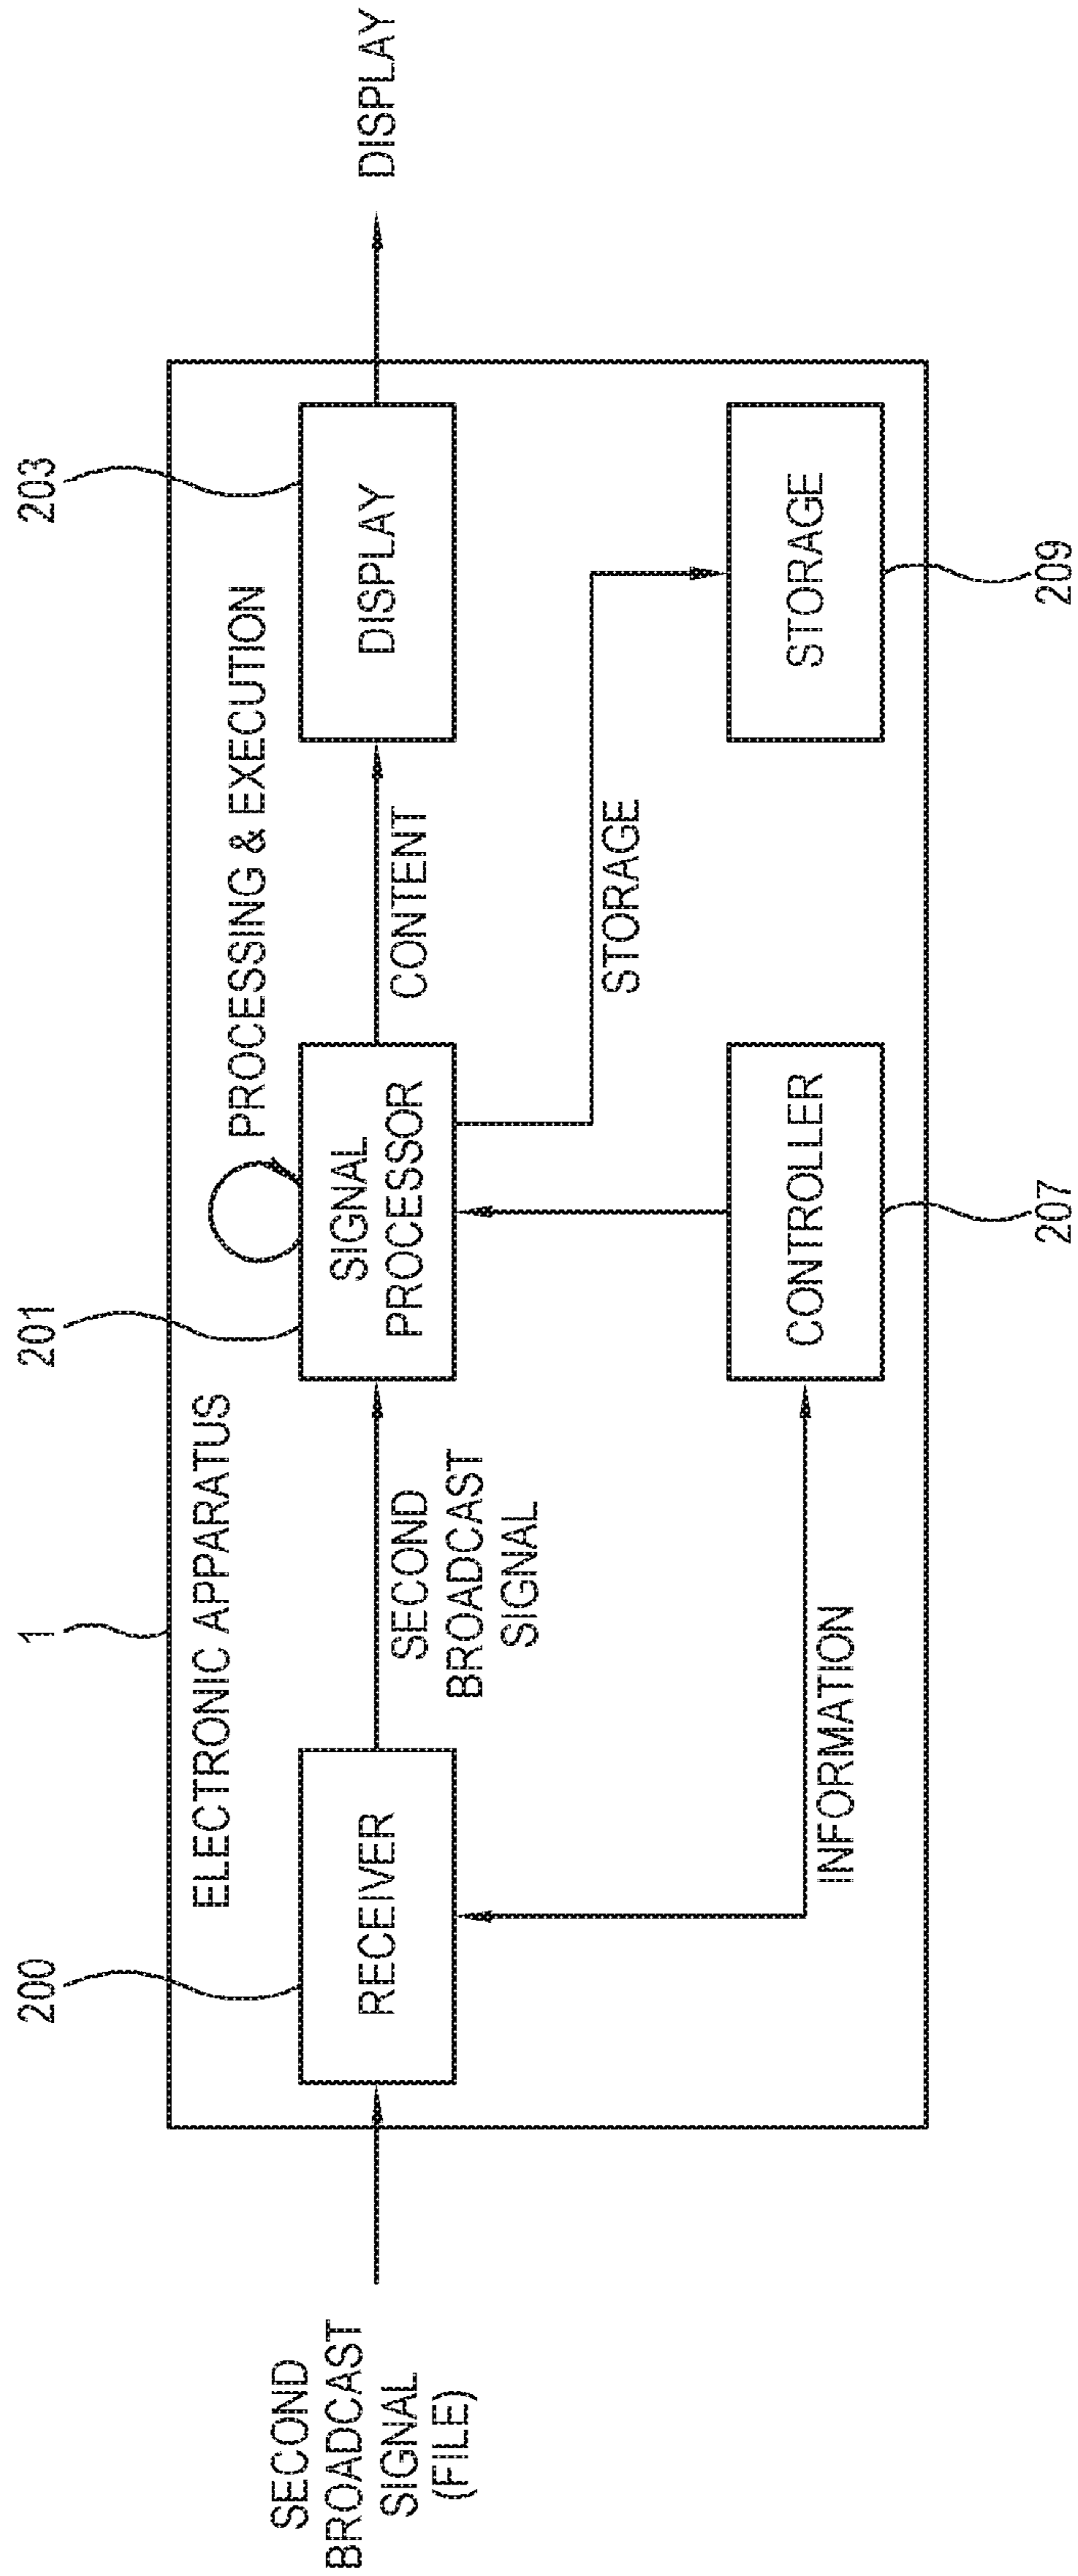 1
ELECTRONIC APPARATUS
200
201
203
PROCESSING & EXECUTION
SECOND
BROADCAST
SIGNAL
(FILE)
RECEIVER
SECOND
BROADCAST
SIGNAL
SIGNAL
PROCESSOR
CONTENT
DISPLAY
DISPLAY
STORAGE
INFORMATION
CONTROLLER
STORAGE
207
209